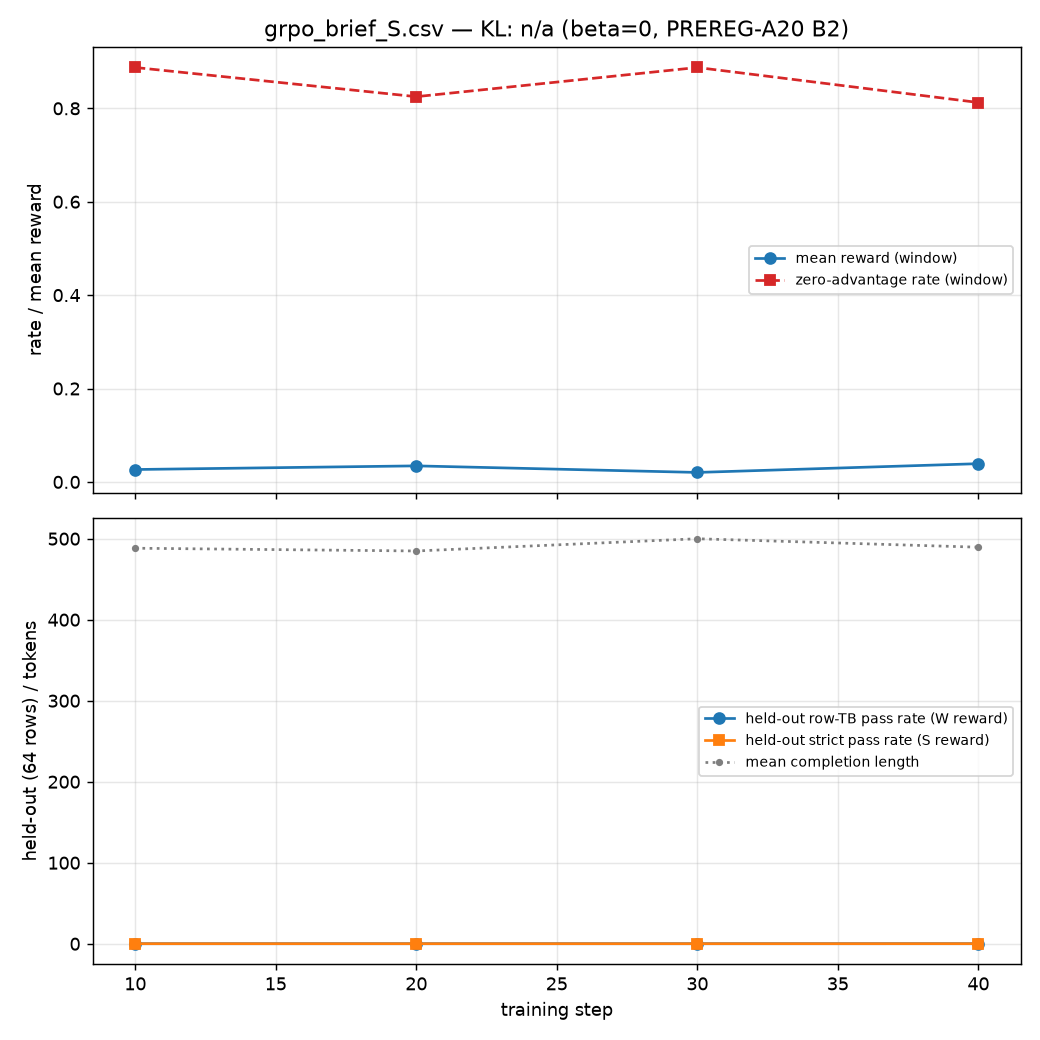 grpo_brief_S.csv — KL: n/a (beta=0, PREREG-A20 B2)
rate / mean reward
0.8
0.6
0.4
0.2
0.0
mean reward (window)
zero-advantage rate (window)
held-out (64 rows) / tokens
500
400
300
200
100
0
held-out row-TB pass rate (W reward)
held-out strict pass rate (S reward)
mean completion length
10 15 20 25 30 35 40
training step